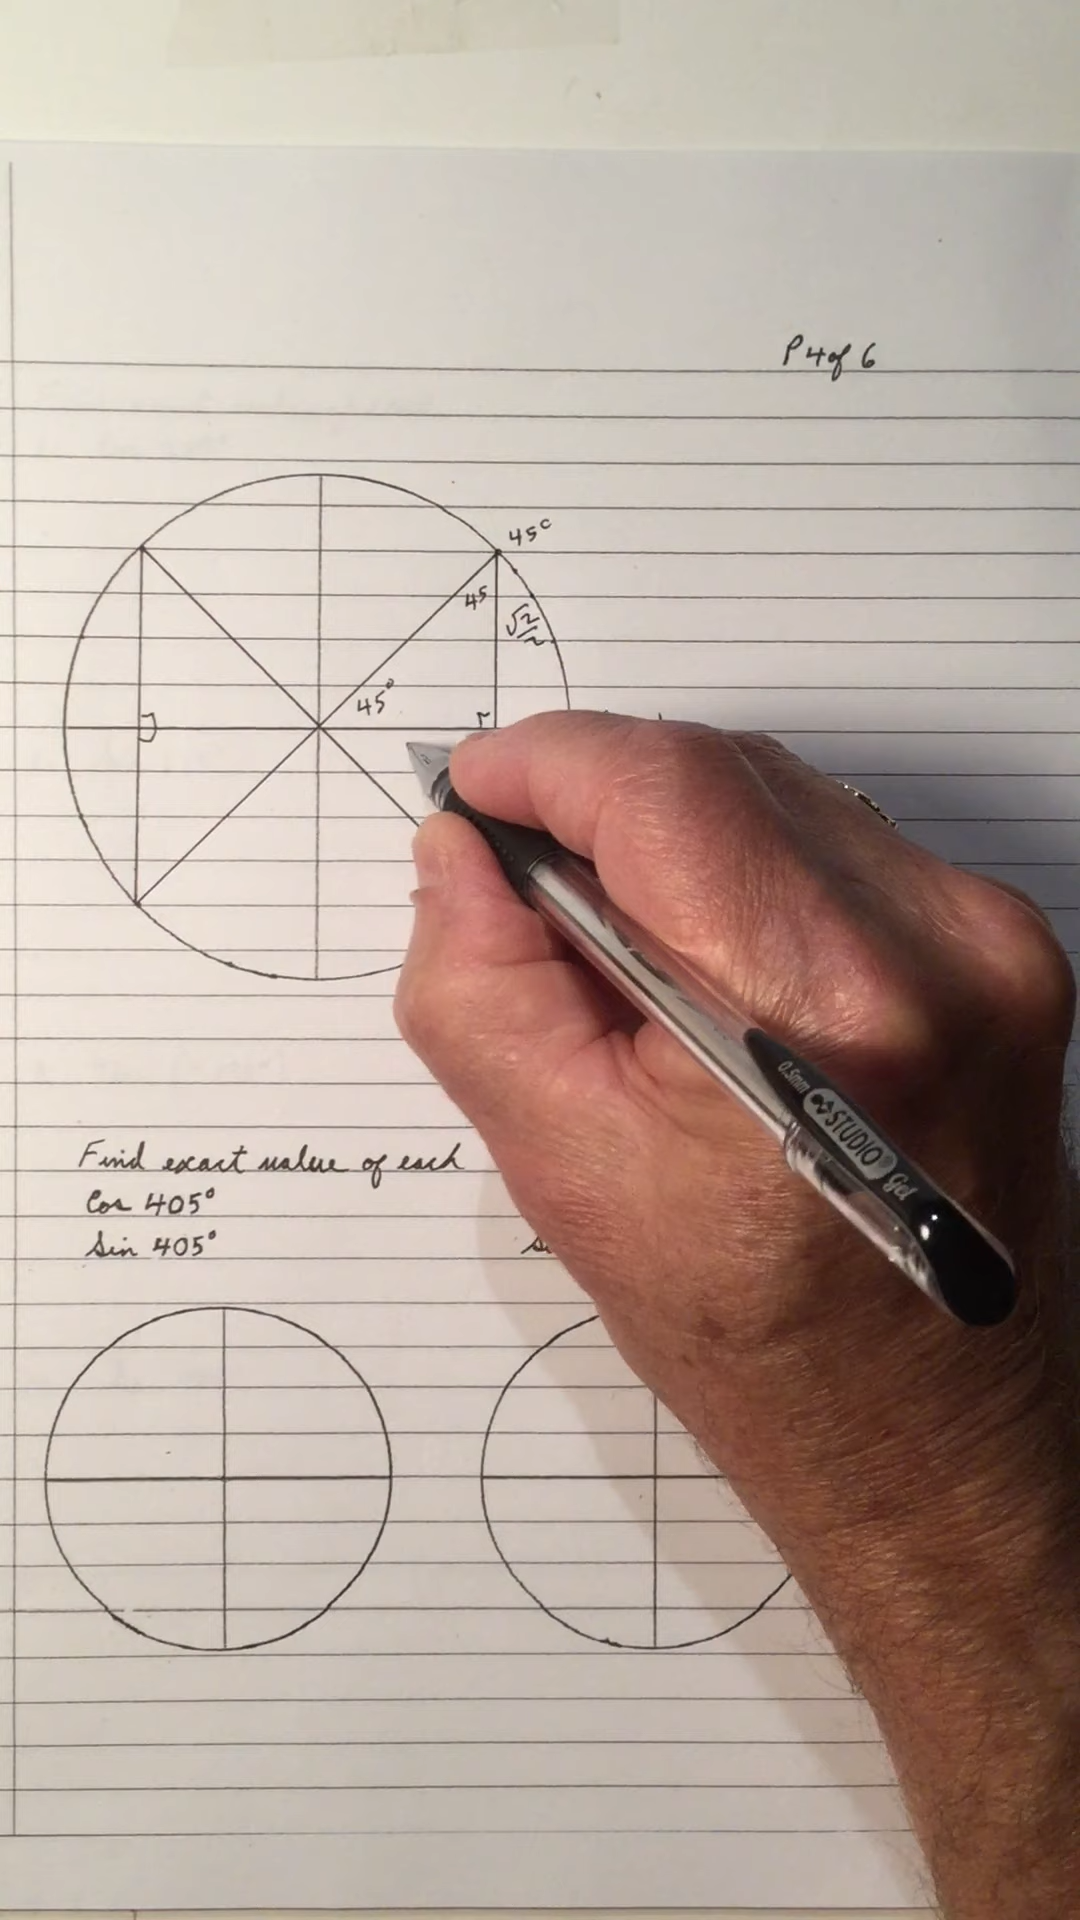 P 4 of 6
45°
45
√2/2
45°
Find exact value of each
Cos 405°
Sin 405°
0.5mm STUDIO gel